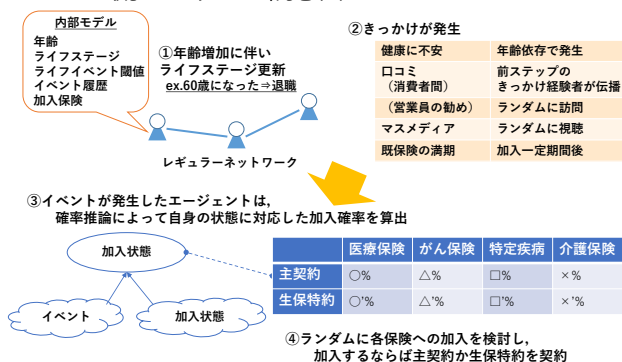 内部モデル
年齢
ライフステージ
ライフイベント閾値
イベント履歴
加入保険
①年齢増加に伴い
ライフステージ更新
ex.60歳になった⇒退職
レギュラーネットワーク
②きっかけが発生
健康に不安 年齢依存で発生
口コミ 前ステップの
（消費者間） きっかけ経験者が伝播
（営業員の勧め） ランダムに訪問
マスメディア ランダムに視聴
既保険の満期 加入一定期間後
③イベントが発生したエージェントは,
確率推論によって自身の状態に対応した加入確率を算出
加入状態
イベント
加入状態
医療保険 がん保険 特定疾病 介護保険
主契約 ○% △% □% ×%
生保特約 ○'% △'% □'% ×'%
④ランダムに各保険への加入を検討し,
加入するならば主契約か生保特約を契約